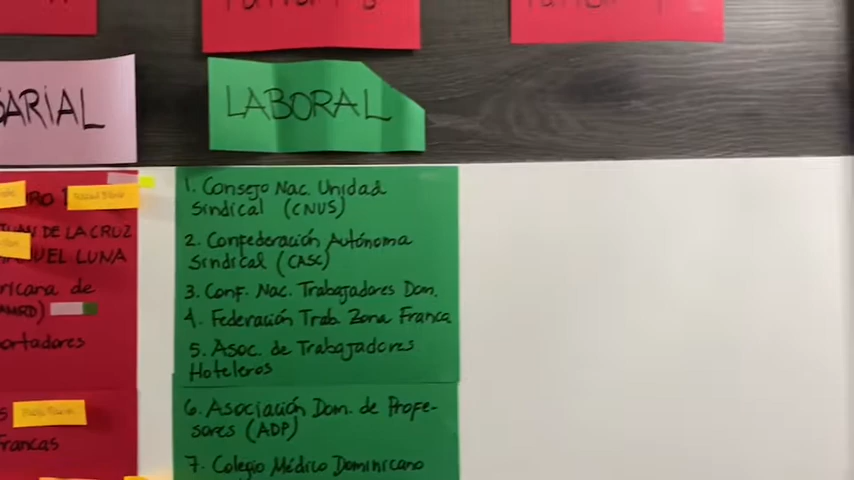 SARIAL
LABORAL
1. Consejo Nac. Unidad
Sindical (CNUS)
2. Confederación Autónoma
Sindical (CASC)
3. Conf. Nac. Trabajadores Dom.
4. Federación Trab. Zona Franca
5. Asoc. de Trabajadores
Hoteleros
6. Asociación Dom. de Profe-
sores (ADP)
7. Colegio Médico Dominicano
DE LA CRUZ
LUNA
ricana de
ortadores
Francas